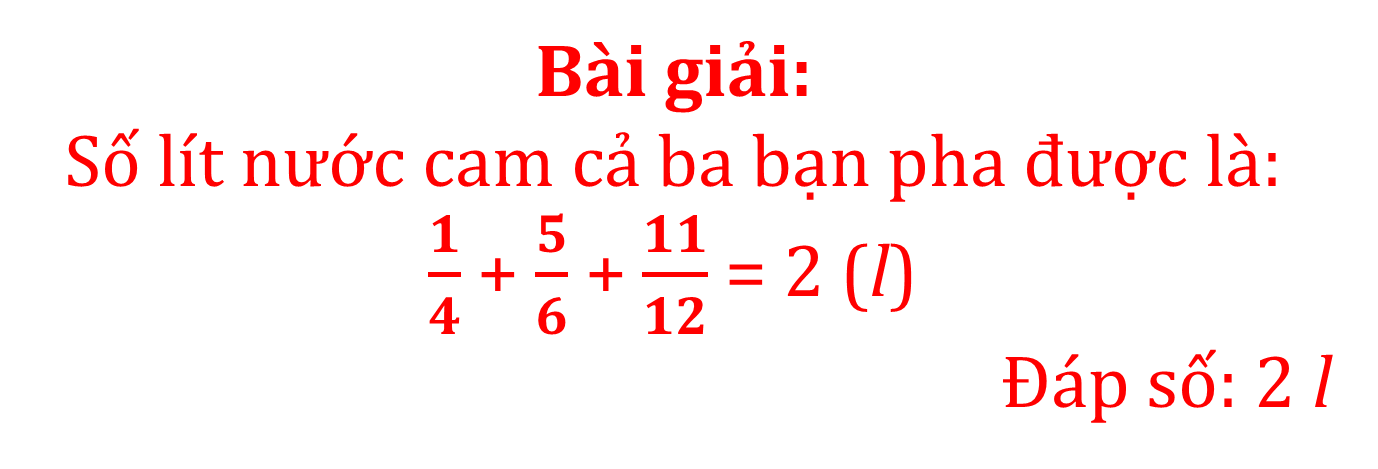 Bài giải:
Số lít nước cam cả ba bạn pha được là:
1/4 + 5/6 + 11/12 = 2 (l)
Đáp số: 2 l